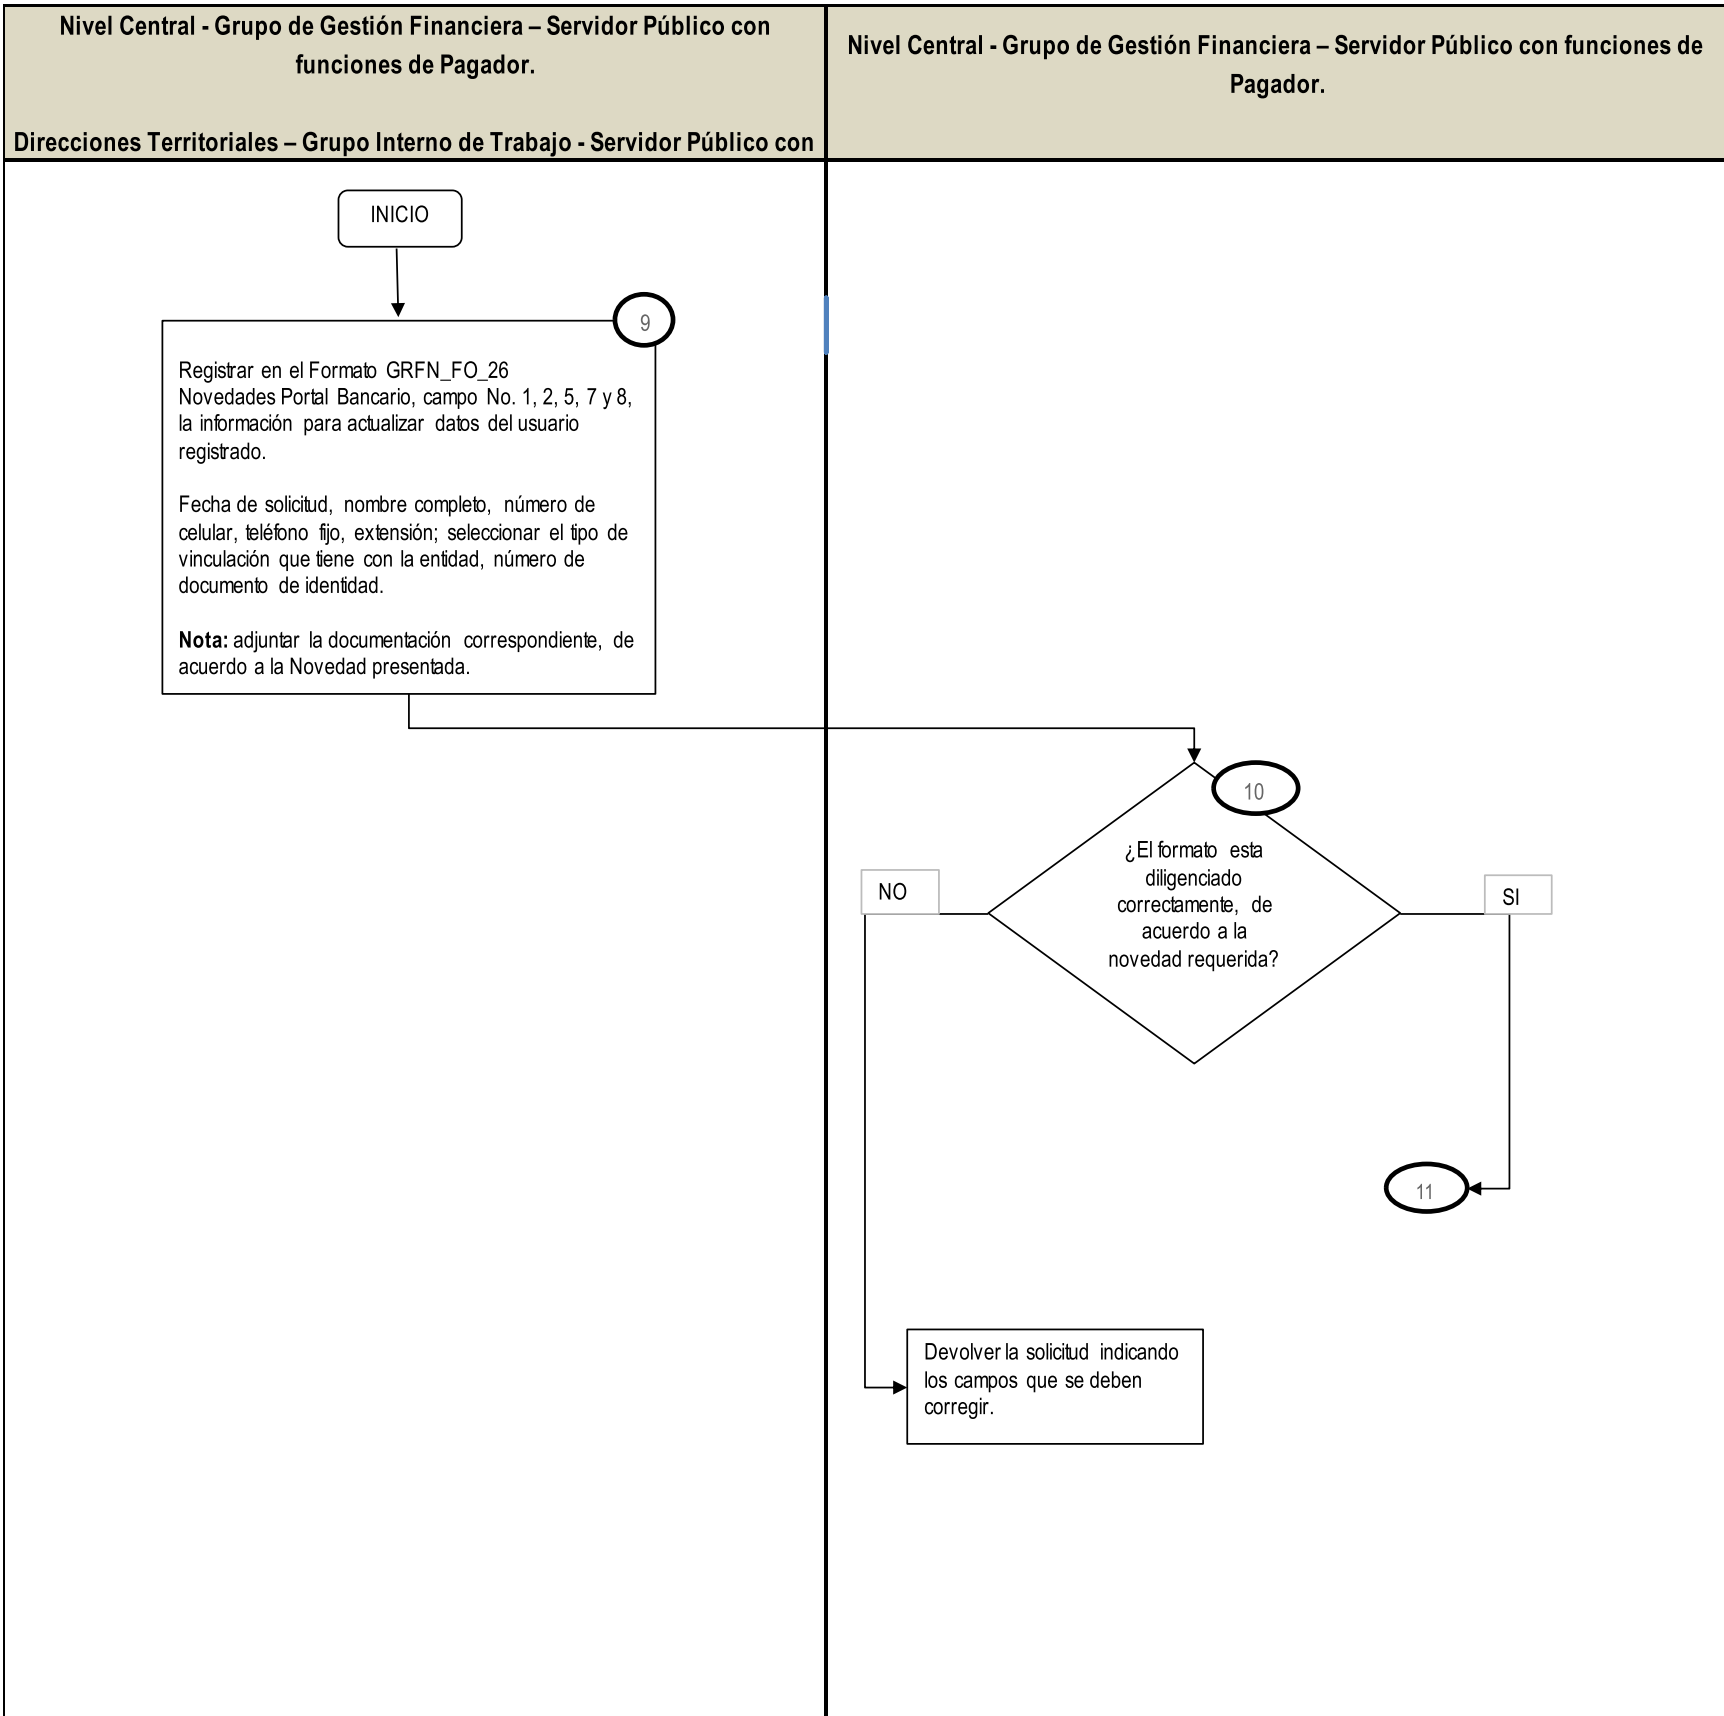 Nivel Central - Grupo de Gestión Financiera – Servidor Público con
funciones de Pagador.
Direcciones Territoriales – Grupo Interno de Trabajo - Servidor Público con
Nivel Central - Grupo de Gestión Financiera – Servidor Público con funciones de
Pagador.
INICIO
9
Registrar en el Formato GRFN_FO_26
Novedades Portal Bancario, campo No. 1, 2, 5, 7 y 8,
la información para actualizar datos del usuario
registrado.
Fecha de solicitud, nombre completo, número de
celular, teléfono fijo, extensión; seleccionar el tipo de
vinculación que tiene con la entidad, número de
documento de identidad.
Nota: adjuntar la documentación correspondiente, de
acuerdo a la Novedad presentada.
10
¿El formato esta
diligenciado
correctamente, de
acuerdo a la
novedad requerida?
NO
SI
11
Devolver la solicitud indicando
los campos que se deben
corregir.